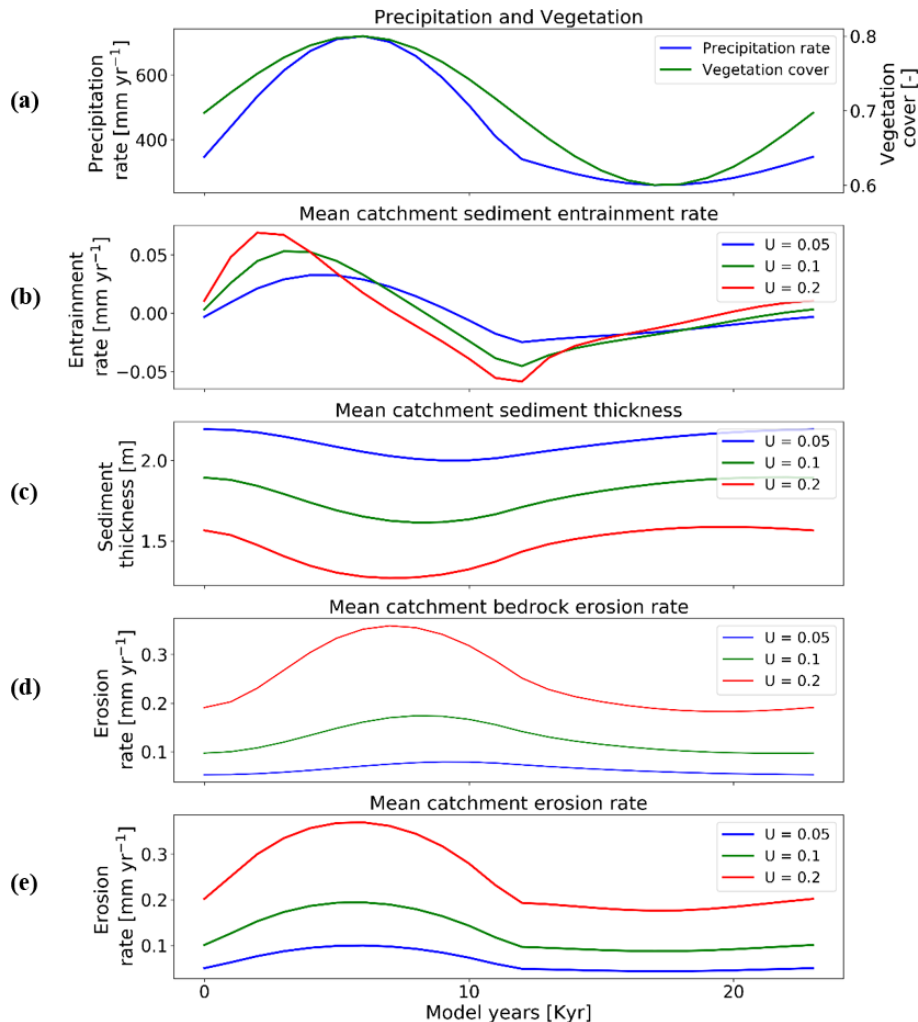 Precipitation and Vegetation
(a)
Precipitation
rate [mm yr⁻¹]
600
400
Precipitation rate
Vegetation cover
0.8
0.7
0.6
Vegetation
cover [-]
Mean catchment sediment entrainment rate
(b)
Entrainment
rate [mm yr⁻¹]
0.05
0.00
−0.05
U = 0.05
U = 0.1
U = 0.2
Mean catchment sediment thickness
(c)
Sediment
thickness [m]
2.0
1.5
U = 0.05
U = 0.1
U = 0.2
Mean catchment bedrock erosion rate
(d)
Erosion
rate [mm yr⁻¹]
0.3
0.2
0.1
U = 0.05
U = 0.1
U = 0.2
Mean catchment erosion rate
(e)
Erosion
rate [mm yr⁻¹]
0.3
0.2
0.1
U = 0.05
U = 0.1
U = 0.2
0
10
20
Model years [Kyr]